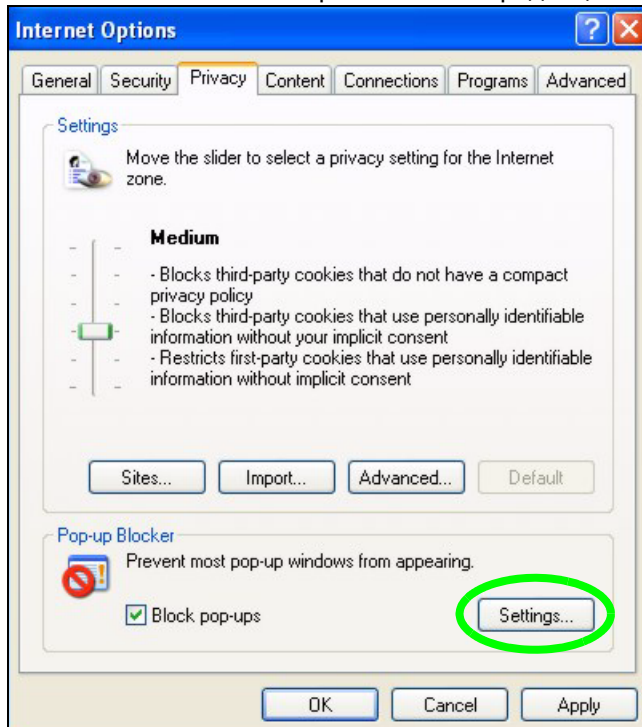 Internet Options
General Security Privacy Content Connections Programs Advanced
Settings
Move the slider to select a privacy setting for the Internet
zone.
Medium
- Blocks third-party cookies that do not have a compact
privacy policy
- Blocks third-party cookies that use personally identifiable
information without your implicit consent
- Restricts first-party cookies that use personally identifiable
information without implicit consent
Sites... Import... Advanced... Default
Pop-up Blocker
Prevent most pop-up windows from appearing.
Block pop-ups Settings...
OK Cancel Apply